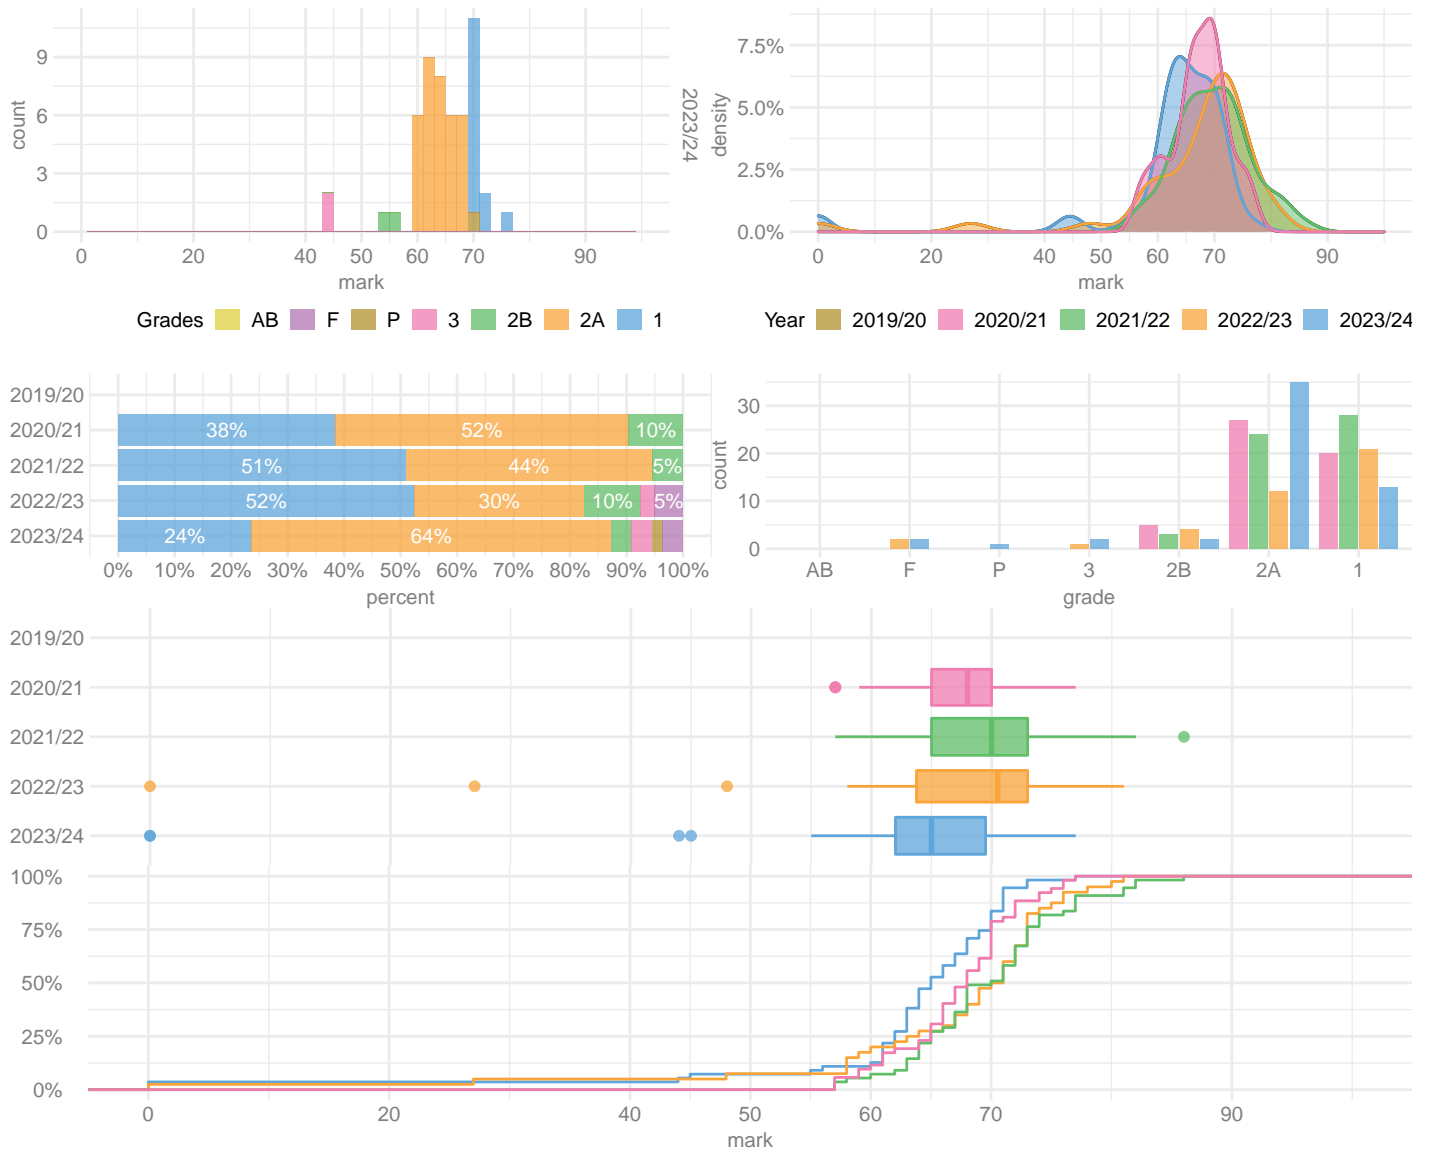 9
6
3
0
count
0
20
40
50
60
70
90
mark
2023/24
7.5%
5.0%
2.5%
0.0%
density
0
20
40
50
60
70
90
mark
Grades AB F P 3 2B 2A 1
Year 2019/20 2020/21 2021/22 2022/23 2023/24
2019/20
2020/21 38% 52% 10%
2021/22 51% 44% 5%
2022/23 52% 30% 10% 5%
2023/24 24% 64%
0% 10% 20% 30% 40% 50% 60% 70% 80% 90% 100%
percent
30
20
10
0
count
AB F P 3 2B 2A 1
grade
2019/20
2020/21
2021/22
2022/23
2023/24
100%
75%
50%
25%
0%
0 20 40 50 60 70 90
mark